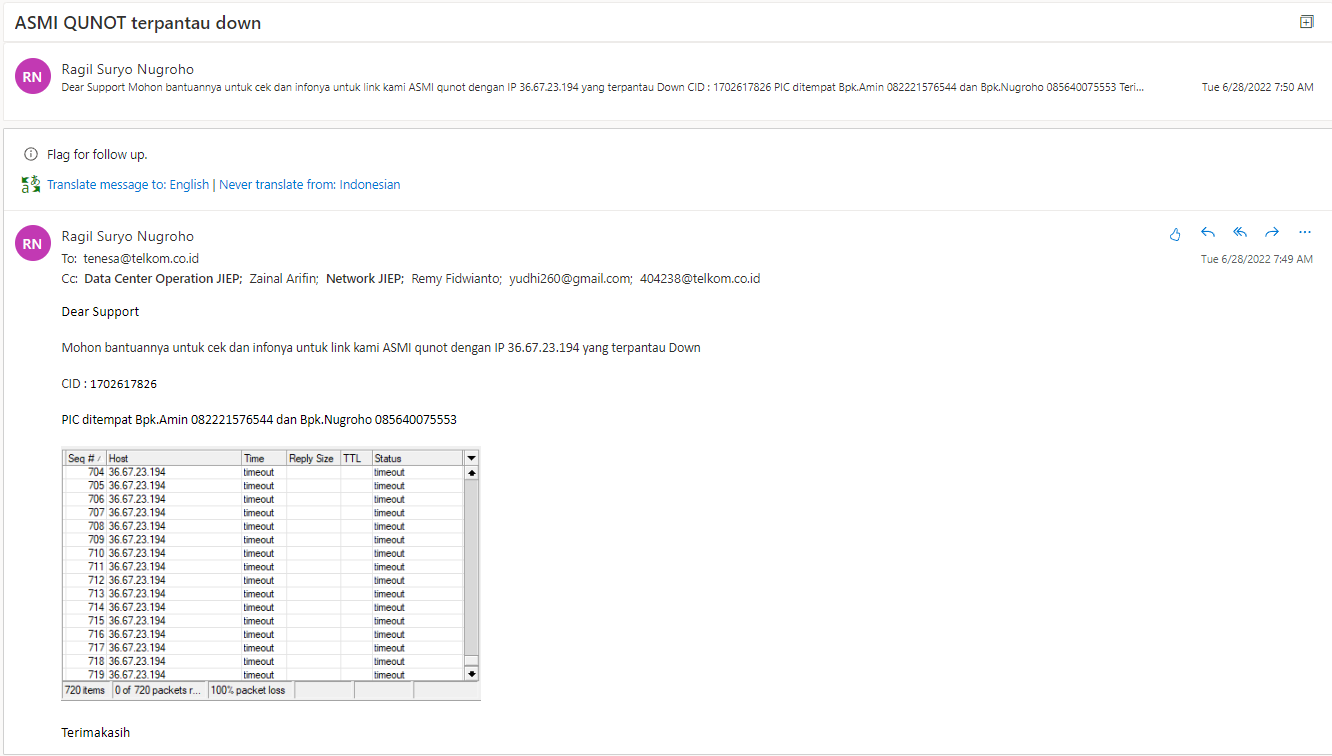 ASMI QUNOT terpantau down
RN
Ragil Suryo Nugroho
Dear Support Mohon bantuannya untuk cek dan infonya untuk link kami ASMI qunot dengan IP 36.67.23.194 yang terpantau Down CID : 1702617826 PIC ditempat Bpk.Amin 082221576544 dan Bpk.Nugroho 085640075553 Teri...
Tue 6/28/2022 7:50 AM
Flag for follow up.
Translate message to: English | Never translate from: Indonesian
RN
Ragil Suryo Nugroho
To: tenesa@telkom.co.id
Tue 6/28/2022 7:49 AM
Cc: Data Center Operation JIEP; Zainal Arifin; Network JIEP; Remy Fidwianto; yudhi260@gmail.com; 404238@telkom.co.id
Dear Support
Mohon bantuannya untuk cek dan infonya untuk link kami ASMI qunot dengan IP 36.67.23.194 yang terpantau Down
CID : 1702617826
PIC ditempat Bpk.Amin 082221576544 dan Bpk.Nugroho 085640075553
Seq # Host Time Reply Size TTL Status
704 36.67.23.194 timeout timeout
705 36.67.23.194 timeout timeout
706 36.67.23.194 timeout timeout
707 36.67.23.194 timeout timeout
708 36.67.23.194 timeout timeout
709 36.67.23.194 timeout timeout
710 36.67.23.194 timeout timeout
711 36.67.23.194 timeout timeout
712 36.67.23.194 timeout timeout
713 36.67.23.194 timeout timeout
714 36.67.23.194 timeout timeout
715 36.67.23.194 timeout timeout
716 36.67.23.194 timeout timeout
717 36.67.23.194 timeout timeout
718 36.67.23.194 timeout timeout
719 36.67.23.194 timeout timeout
720 items 0 of 720 packets r... 100% packet loss
Terimakasih